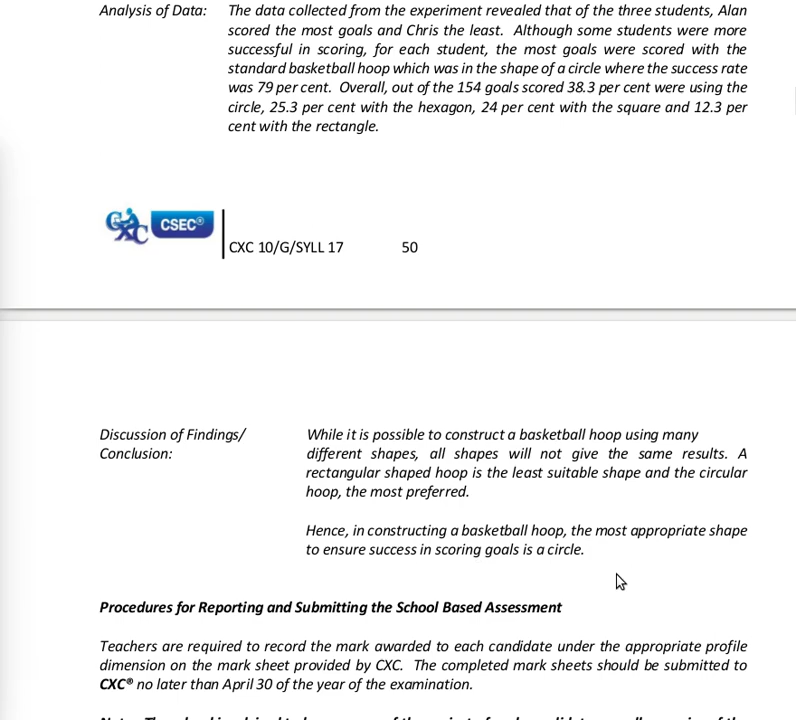 Analysis of Data: The data collected from the experiment revealed that of the three students, Alan
scored the most goals and Chris the least. Although some students were more
successful in scoring, for each student, the most goals were scored with the
standard basketball hoop which was in the shape of a circle where the success rate
was 79 per cent. Overall, out of the 154 goals scored 38.3 per cent were using the
circle, 25.3 per cent with the hexagon, 24 per cent with the square and 12.3 per
cent with the rectangle.
CXC CSEC®
CXC 10/G/SYLL 17 50
Discussion of Findings/ While it is possible to construct a basketball hoop using many
Conclusion: different shapes, all shapes will not give the same results. A
rectangular shaped hoop is the least suitable shape and the circular
hoop, the most preferred.
Hence, in constructing a basketball hoop, the most appropriate shape
to ensure success in scoring goals is a circle.
Procedures for Reporting and Submitting the School Based Assessment
Teachers are required to record the mark awarded to each candidate under the appropriate profile
dimension on the mark sheet provided by CXC. The completed mark sheets should be submitted to
CXC® no later than April 30 of the year of the examination.